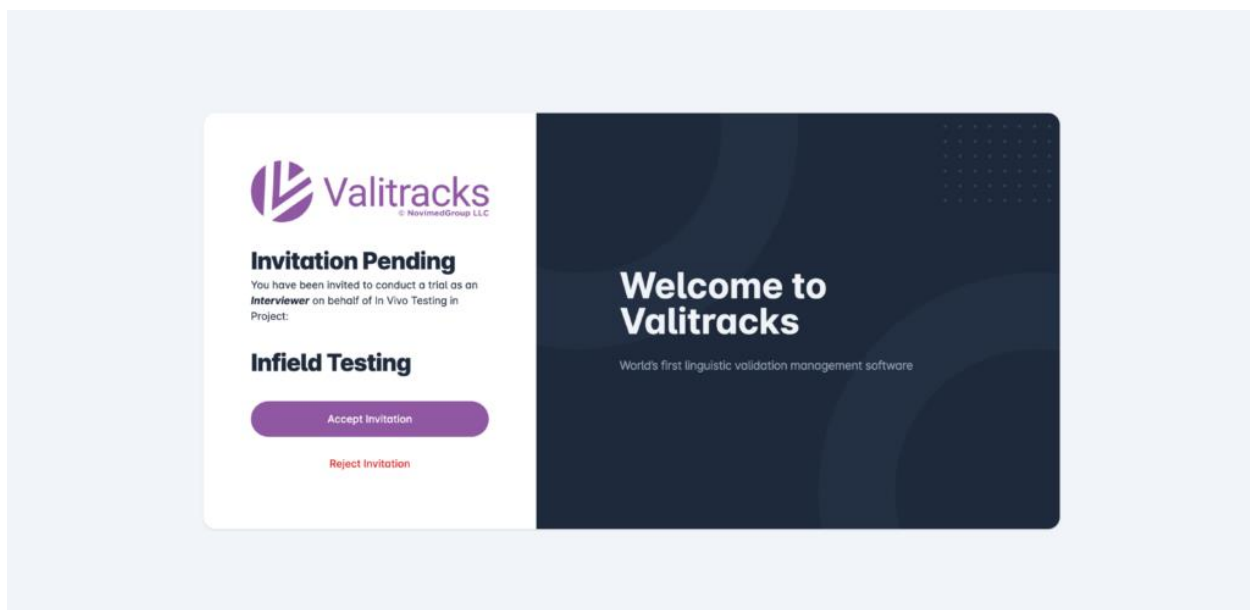 Valitracks
© NovimedGroup LLC
Invitation Pending
You have been invited to conduct a trial as an
Interviewer on behalf of In Vivo Testing in
Project:
Infield Testing
Accept Invitation
Reject Invitation
Welcome to
Valitracks
World's first linguistic validation management software